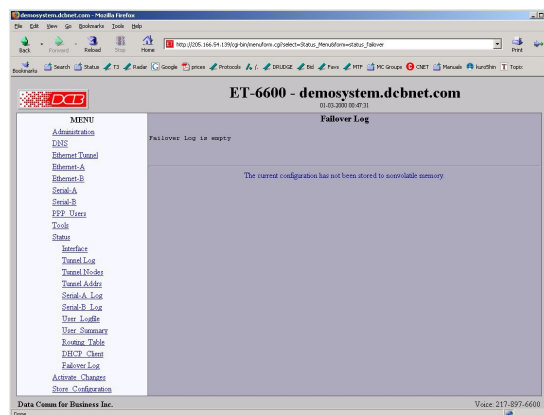 demosystem.dcbnet.com - Mozilla Firefox
File Edit View Go Bookmarks Tools Help
Back Forward Reload Stop Home http://205.166.54.139/cgi-bin/menuform.cgi?select=Status_Menu&form=status_failover Print
Bookmarks Search Status T3 Radar Google prices Protocols /. DRUDGE Bid Favs MTF MC Groups CNET Manuals kuro5hin Topix
DCB
ET-6600 - demosystem.dcbnet.com
01-03-2000 00:47:31
MENU
Administration
DNS
Ethernet Tunnel
Ethernet-A
Ethernet-B
Serial-A
Serial-B
PPP Users
Tools
Status
Interface
Tunnel Log
Tunnel Nodes
Tunnel Addrs
Serial-A Log
Serial-B Log
User Logfile
User Summary
Routing Table
DHCP Client
Failover Log
Activate Changes
Store Configuration
Failover Log
Failover Log is empty
The current configuration has not been stored to nonvolatile memory.
Data Comm for Business Inc.
Voice: 217-897-6600
Done